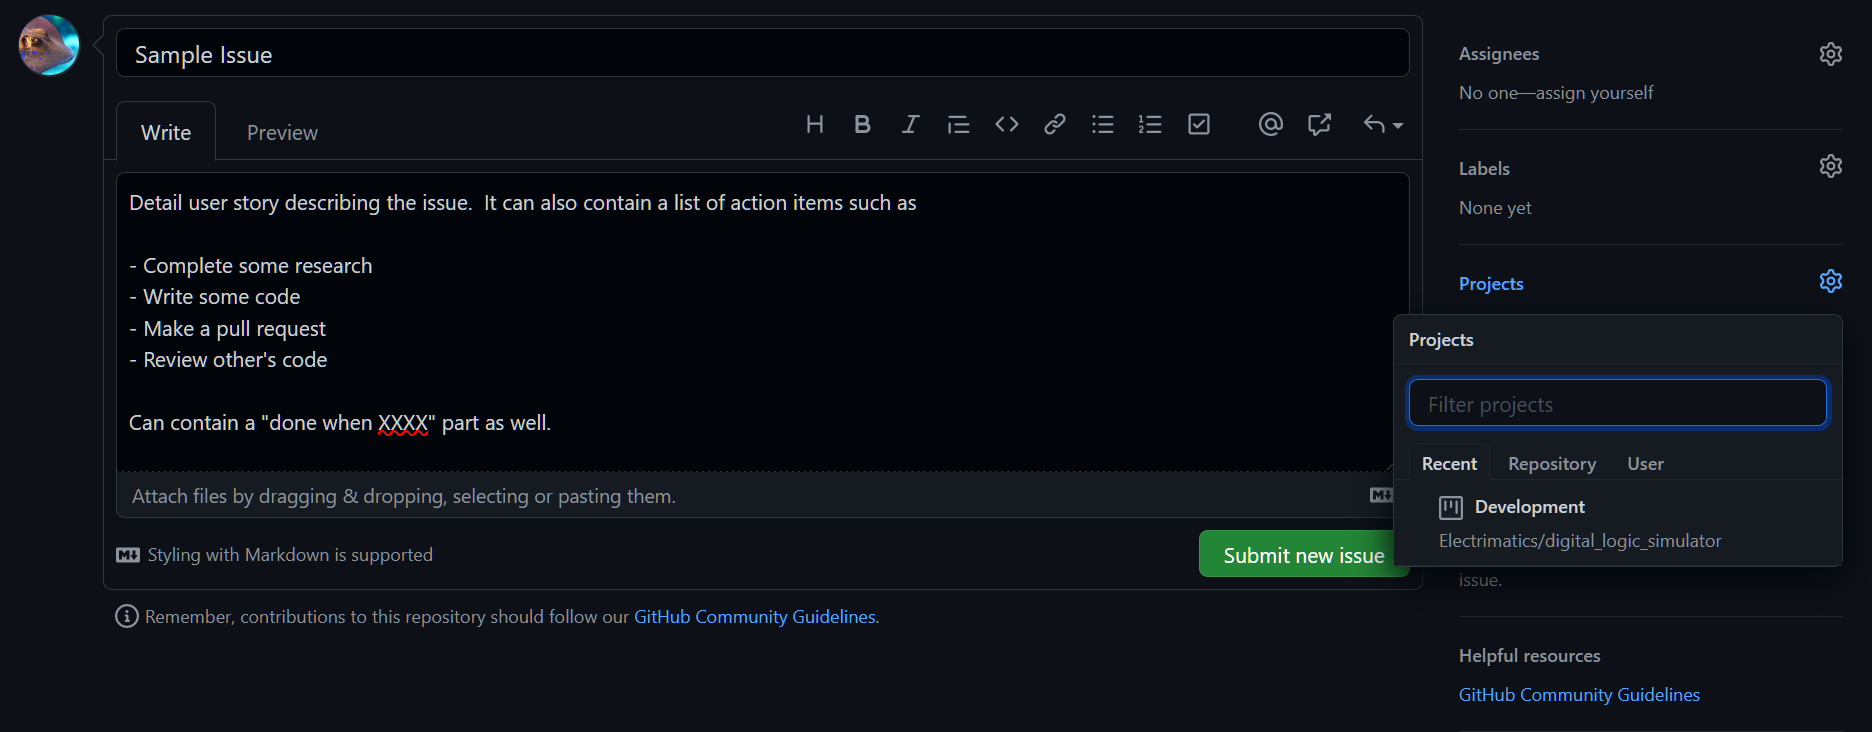 Sample Issue
Write
Preview
Detail user story describing the issue.  It can also contain a list of action items such as
- Complete some research
- Write some code
- Make a pull request
- Review other's code
Can contain a "done when XXXX" part as well.
Attach files by dragging & dropping, selecting or pasting them.
Styling with Markdown is supported
Submit new issue
Remember, contributions to this repository should follow our GitHub Community Guidelines.
Assignees
No one—assign yourself
Labels
None yet
Projects
Projects
Filter projects
Recent
Repository
User
Development
Electrimatics/digital_logic_simulator
issue.
Helpful resources
GitHub Community Guidelines